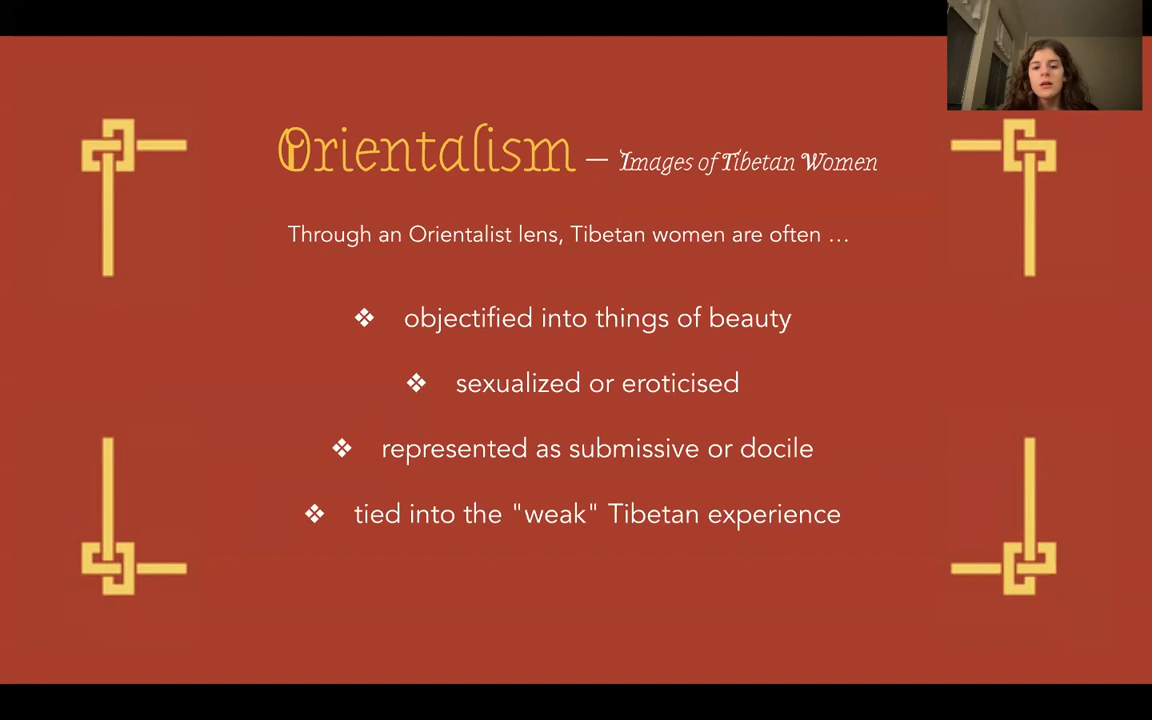 Orientalism – Images of Tibetan Women
Through an Orientalist lens, Tibetan women are often ...
❖ objectified into things of beauty
❖ sexualized or eroticised
❖ represented as submissive or docile
❖ tied into the "weak" Tibetan experience